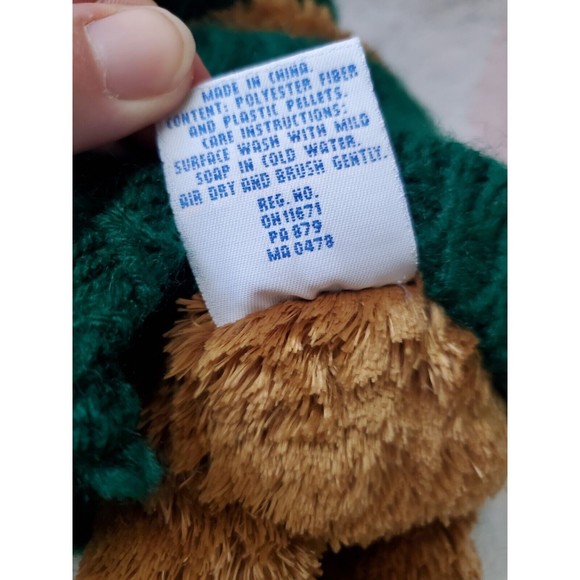 MADE IN CHINA.
CONTENT: POLYESTER FIBER
AND PLASTIC PELLETS.
CARE INSTRUCTIONS:
SURFACE WASH WITH MILD
SOAP IN COLD WATER.
AIR DRY AND BRUSH GENTLY.
REG. NO.
OH11671
PA 879
MA 0478